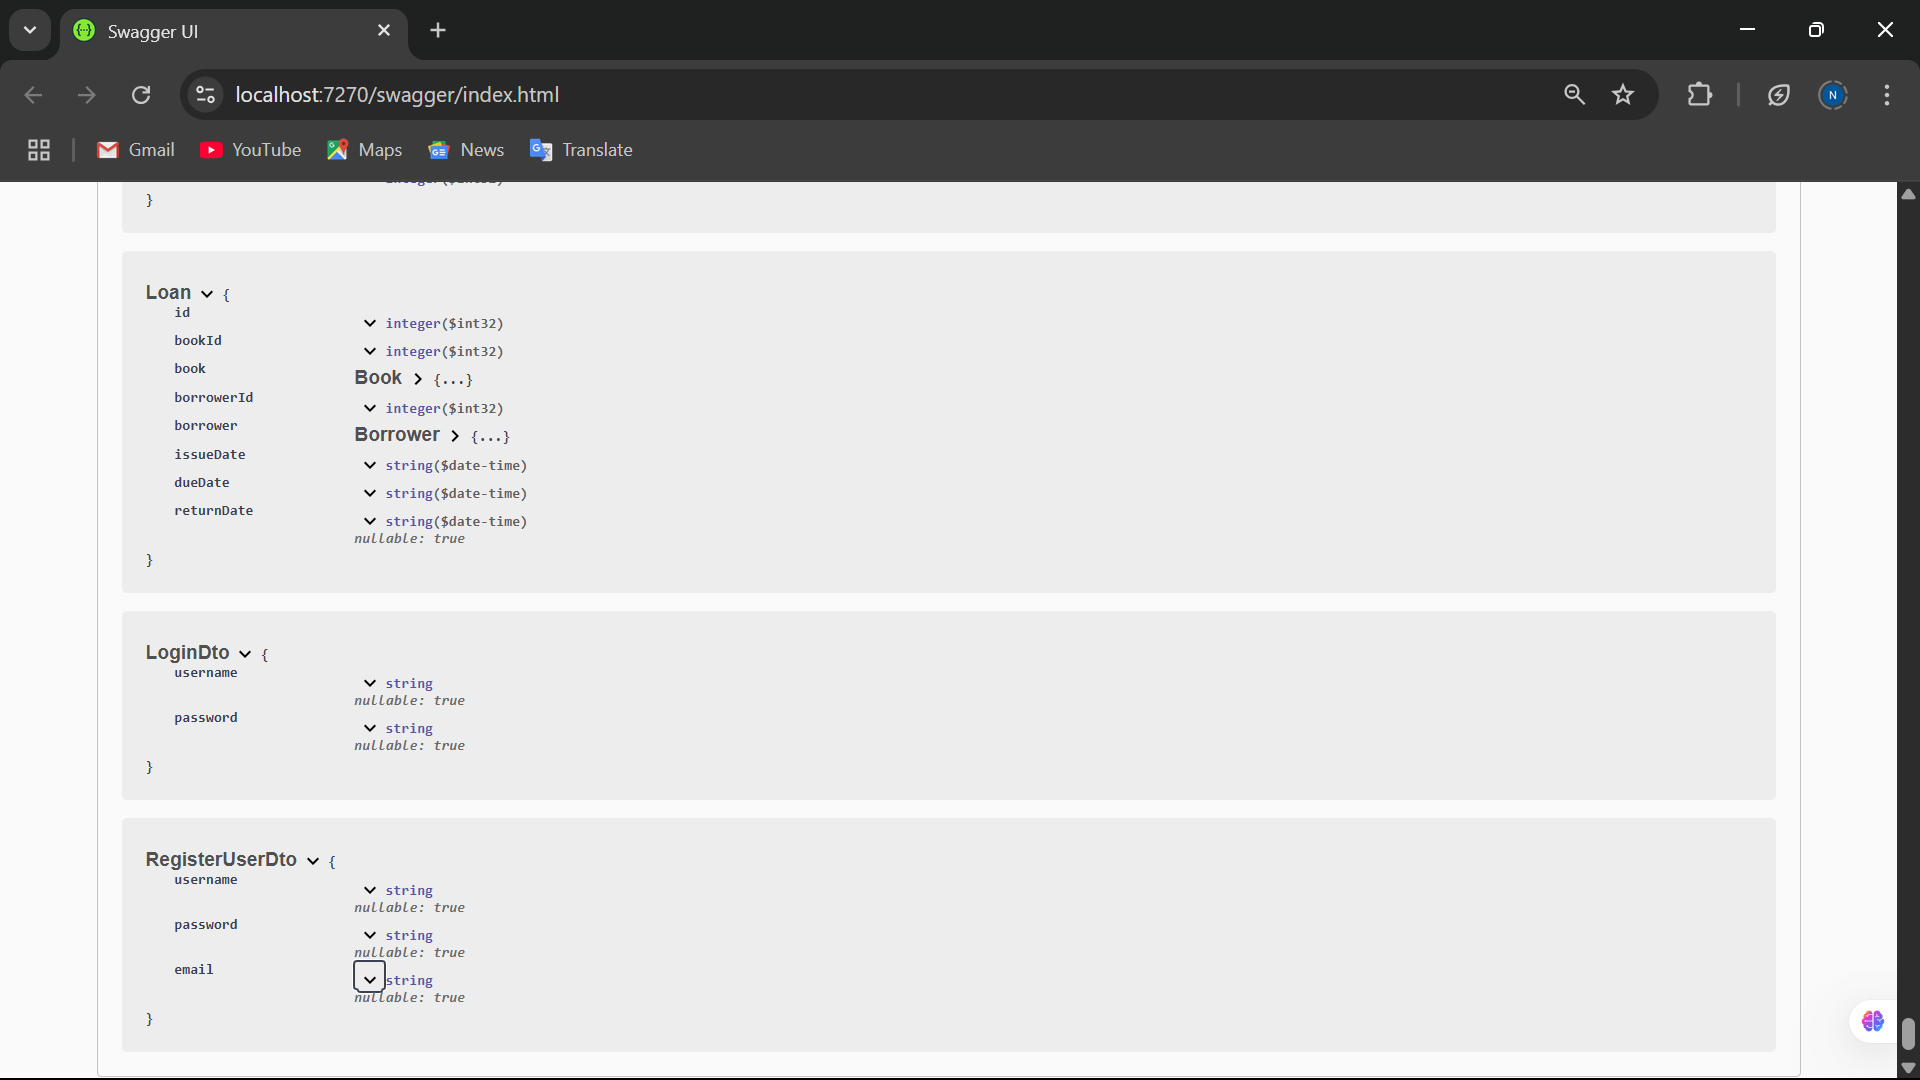 Swagger UI
localhost:7270/swagger/index.html
N
Gmail YouTube Maps News Translate
}
Loan {
id integer($int32)
bookId integer($int32)
book Book {...}
borrowerId integer($int32)
borrower Borrower {...}
issueDate string($date-time)
dueDate string($date-time)
returnDate string($date-time)
nullable: true
}
LoginDto {
username string
nullable: true
password string
nullable: true
}
RegisterUserDto {
username string
nullable: true
password string
nullable: true
email string
nullable: true
}